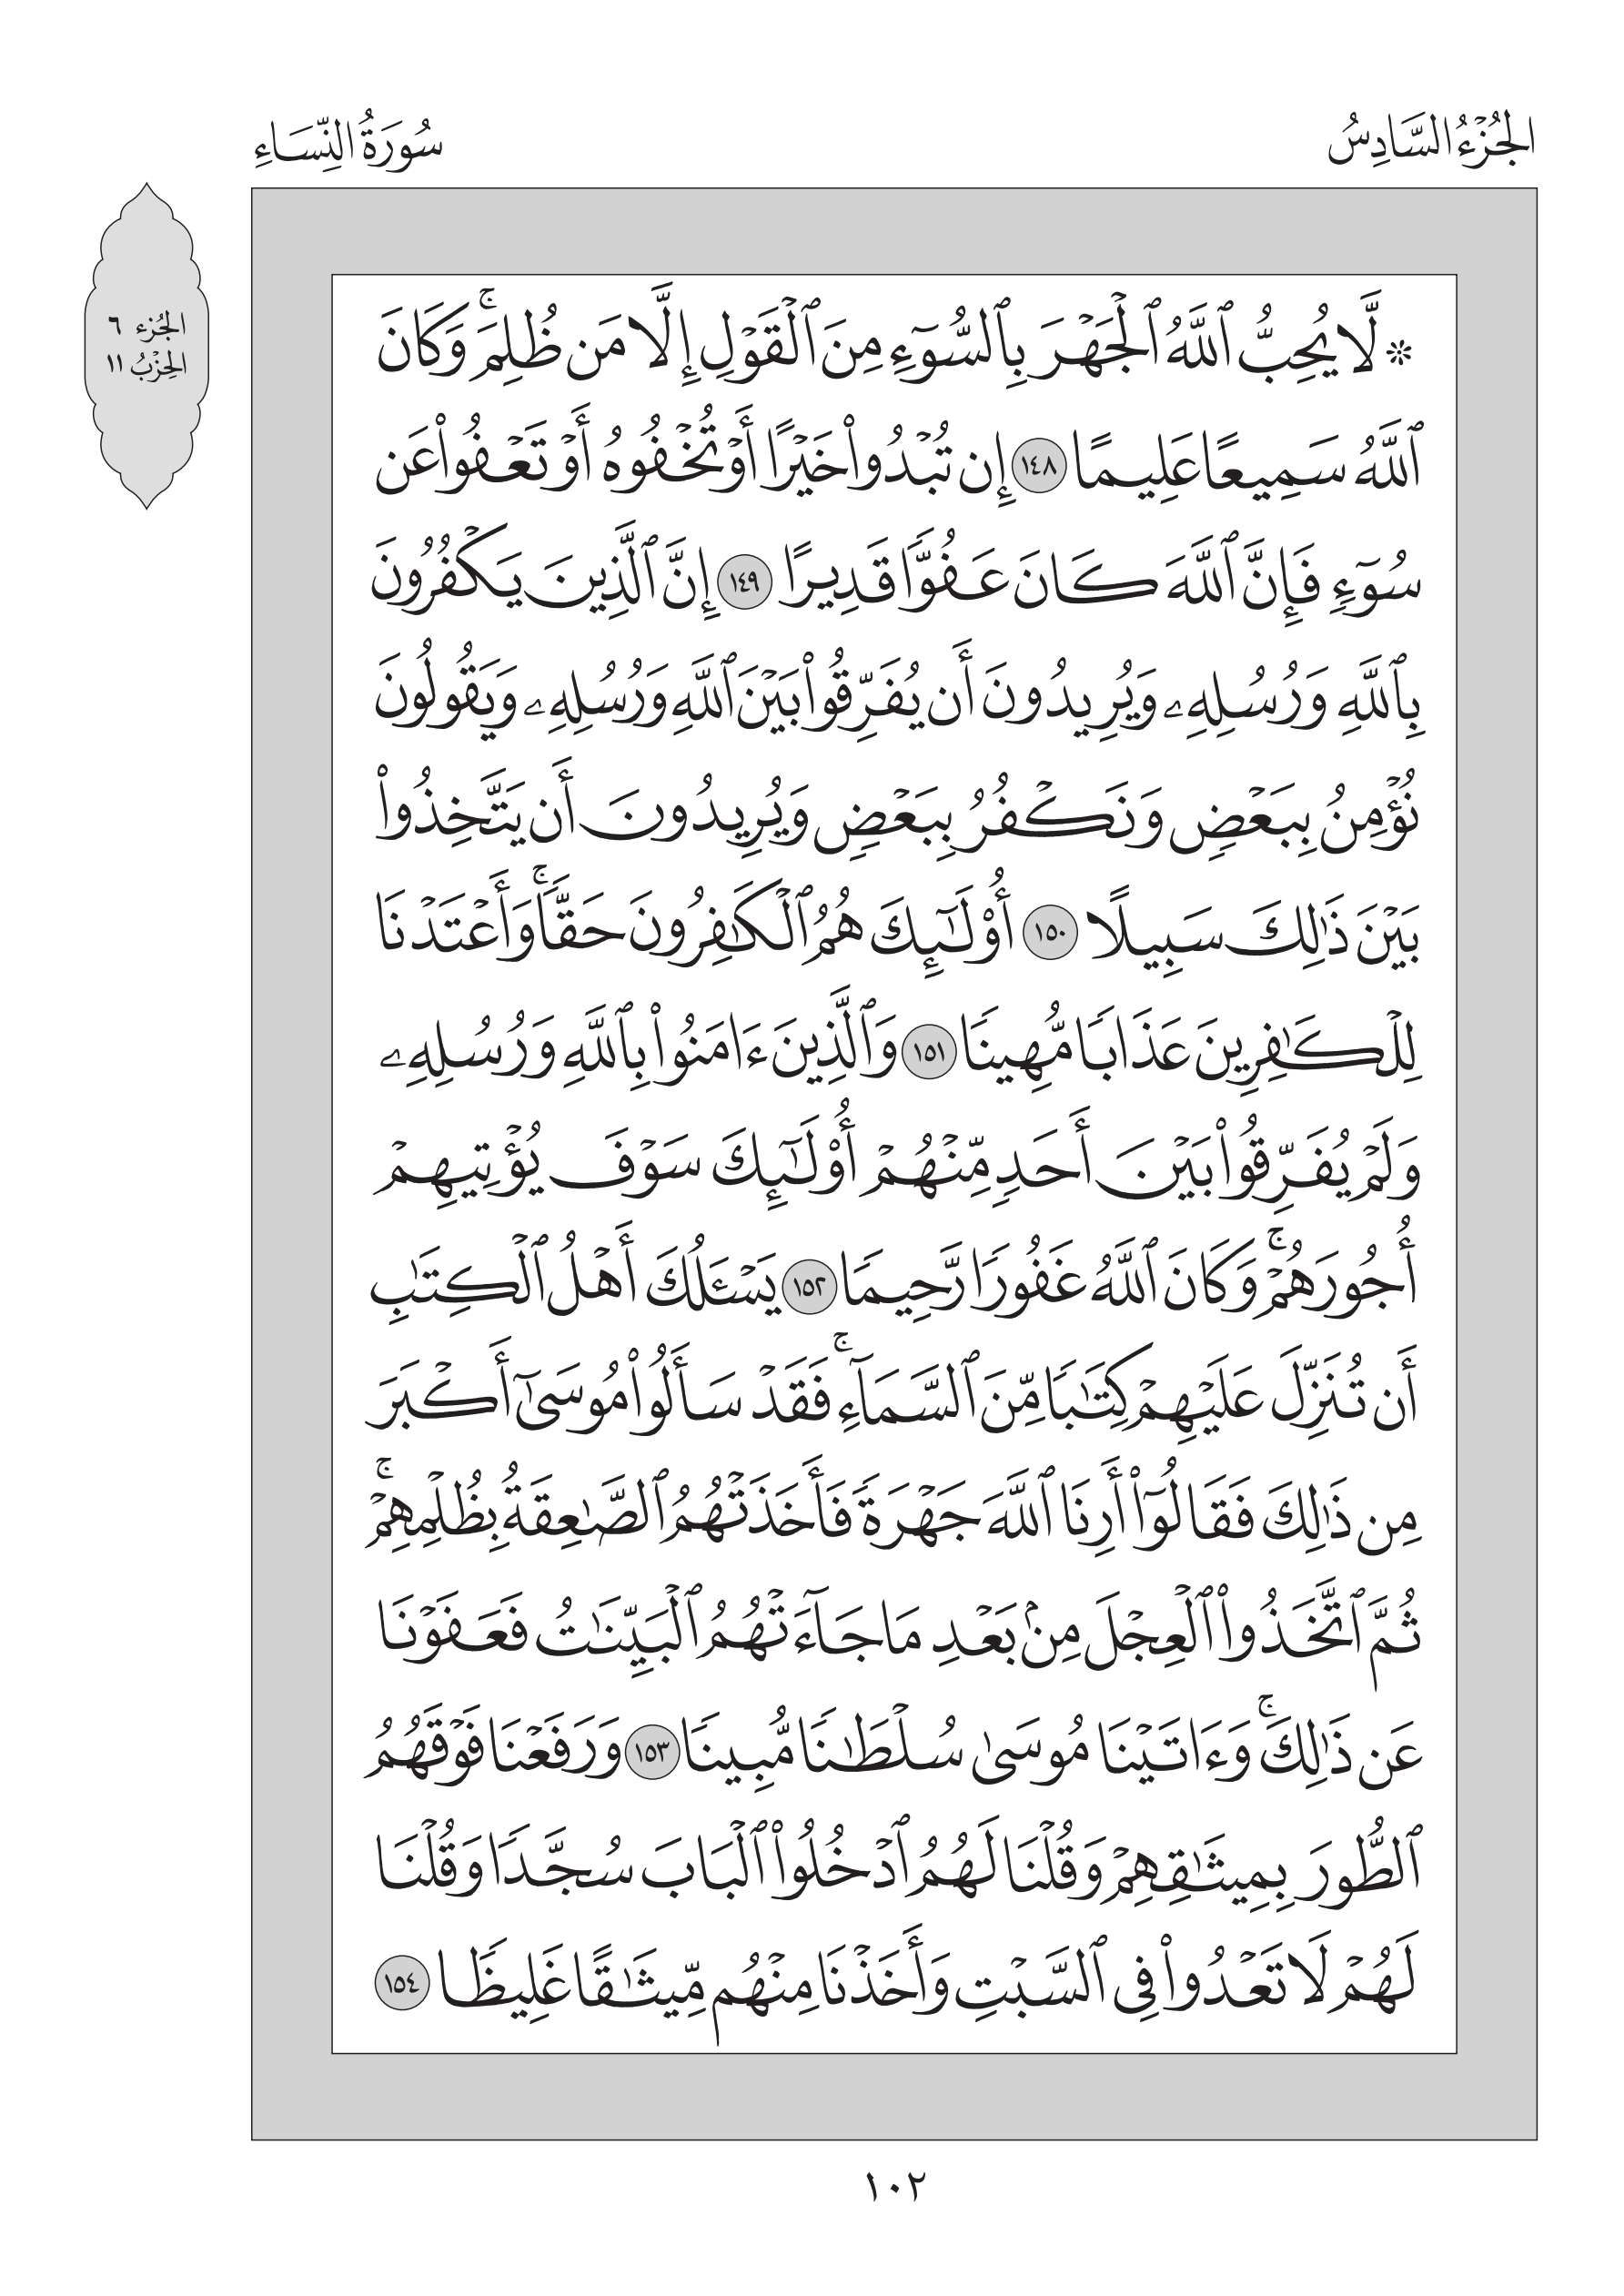 الجُزْءُ السَّادِسُ
سُورَةُ النِّسَاءِ
الجُزء ٦
الحِزْبُ ١١
۞ لَّا يُحِبُّ ٱللَّهُ ٱلْجَهْرَ بِٱلسُّوٓءِ مِنَ ٱلْقَوْلِ إِلَّا مَن ظُلِمَۚ وَكَانَ
ٱللَّهُ سَمِيعًا عَلِيمًا ١٤٨ إِن تُبْدُوا۟ خَيْرًا أَوْ تُخْفُوهُ أَوْ تَعْفُوا۟ عَن
سُوٓءٍ فَإِنَّ ٱللَّهَ كَانَ عَفُوًّا قَدِيرًا ١٤٩ إِنَّ ٱلَّذِينَ يَكْفُرُونَ
بِٱللَّهِ وَرُسُلِهِۦ وَيُرِيدُونَ أَن يُفَرِّقُوا۟ بَيْنَ ٱللَّهِ وَرُسُلِهِۦ وَيَقُولُونَ
نُؤْمِنُ بِبَعْضٍ وَنَكْفُرُ بِبَعْضٍ وَيُرِيدُونَ أَن يَتَّخِذُوا۟
بَيْنَ ذَٰلِكَ سَبِيلًا ١٥٠ أُو۟لَـٰٓئِكَ هُمُ ٱلْكَـٰفِرُونَ حَقًّاۚ وَأَعْتَدْنَا
لِلْكَـٰفِرِينَ عَذَابًا مُّهِينًا ١٥١ وَٱلَّذِينَ ءَامَنُوا۟ بِٱللَّهِ وَرُسُلِهِۦ
وَلَمْ يُفَرِّقُوا۟ بَيْنَ أَحَدٍ مِّنْهُمْ أُو۟لَـٰٓئِكَ سَوْفَ يُؤْتِيهِمْ
أُجُورَهُمْۚ وَكَانَ ٱللَّهُ غَفُورًا رَّحِيمًا ١٥٢ يَسْـَٔلُكَ أَهْلُ ٱلْكِتَـٰبِ
أَن تُنَزِّلَ عَلَيْهِمْ كِتَـٰبًا مِّنَ ٱلسَّمَآءِۚ فَقَدْ سَأَلُوا۟ مُوسَىٰٓ أَكْبَرَ
مِن ذَٰلِكَ فَقَالُوٓا۟ أَرِنَا ٱللَّهَ جَهْرَةً فَأَخَذَتْهُمُ ٱلصَّـٰعِقَةُ بِظُلْمِهِمْۚ
ثُمَّ ٱتَّخَذُوا۟ ٱلْعِجْلَ مِنۢ بَعْدِ مَا جَآءَتْهُمُ ٱلْبَيِّنَـٰتُ فَعَفَوْنَا
عَن ذَٰلِكَۚ وَءَاتَيْنَا مُوسَىٰ سُلْطَـٰنًا مُّبِينًا ١٥٣ وَرَفَعْنَا فَوْقَهُمُ
ٱلطُّورَ بِمِيثَـٰقِهِمْ وَقُلْنَا لَهُمُ ٱدْخُلُوا۟ ٱلْبَابَ سُجَّدًا وَقُلْنَا
لَهُمْ لَا تَعْدُوا۟ فِى ٱلسَّبْتِ وَأَخَذْنَا مِنْهُم مِّيثَـٰقًا غَلِيظًا ١٥٤
١٠٢